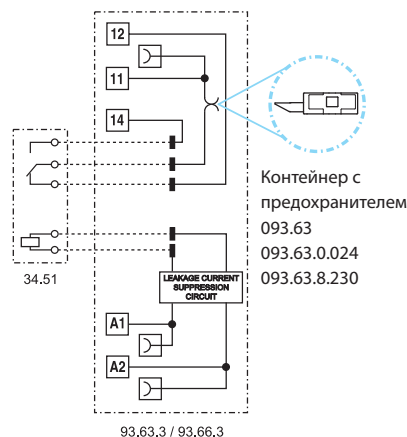 12
11
14
34.51
LEAKAGE CURRENT
SUPPRESSION
CIRCUIT
A1
A2
93.63.3 / 93.66.3
Контейнер с
предохранителем
093.63
093.63.0.024
093.63.8.230